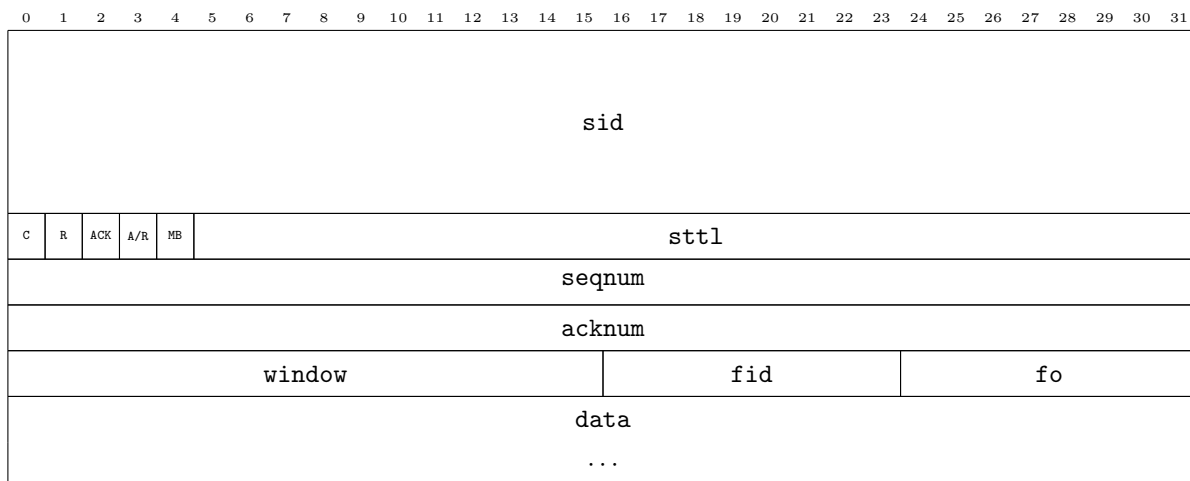 0 1 2 3 4 5 6 7 8 9 10 11 12 13 14 15 16 17 18 19 20 21 22 23 24 25 26 27 28 29 30 31
sid
C R ACK A/R MB sttl
seqnum
acknum
window fid fo
data
...